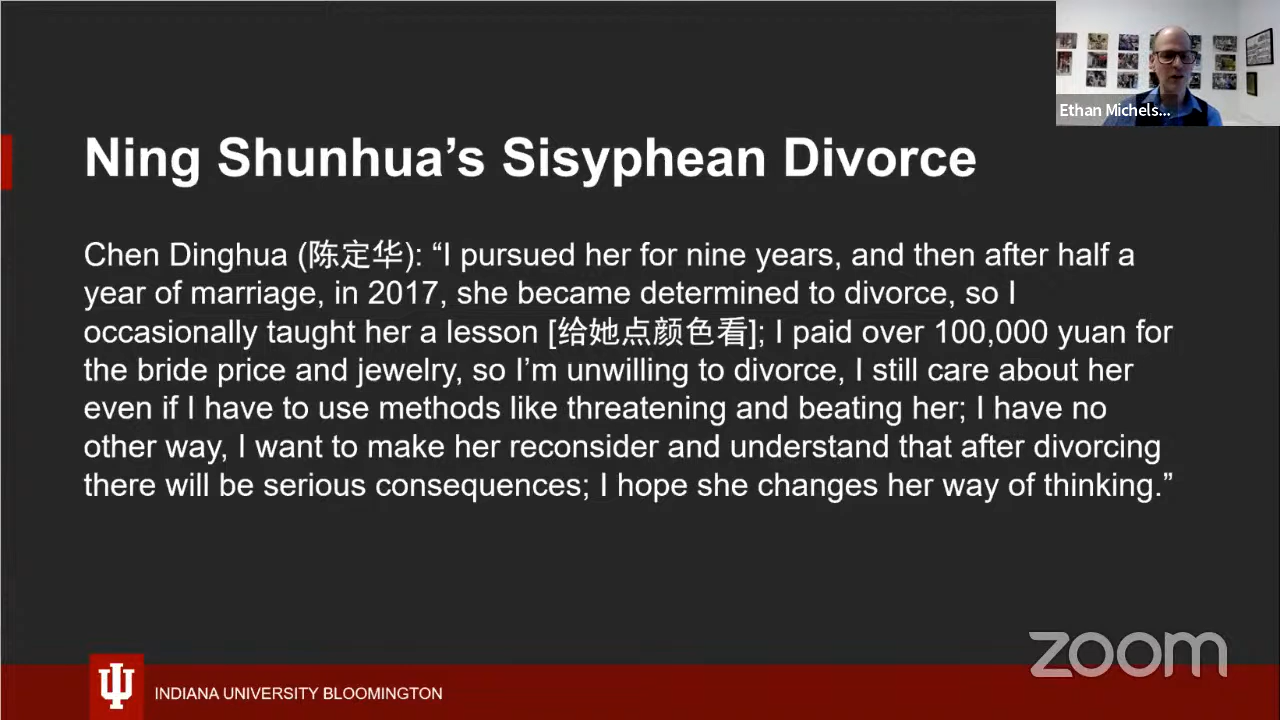 Ethan Michels...
Ning Shunhua’s Sisyphean Divorce
Chen Dinghua (陈定华): “I pursued her for nine years, and then after half a
year of marriage, in 2017, she became determined to divorce, so I
occasionally taught her a lesson [给她点颜色看]; I paid over 100,000 yuan for
the bride price and jewelry, so I’m unwilling to divorce, I still care about her
even if I have to use methods like threatening and beating her; I have no
other way, I want to make her reconsider and understand that after divorcing
there will be serious consequences; I hope she changes her way of thinking.”
zoom
INDIANA UNIVERSITY BLOOMINGTON